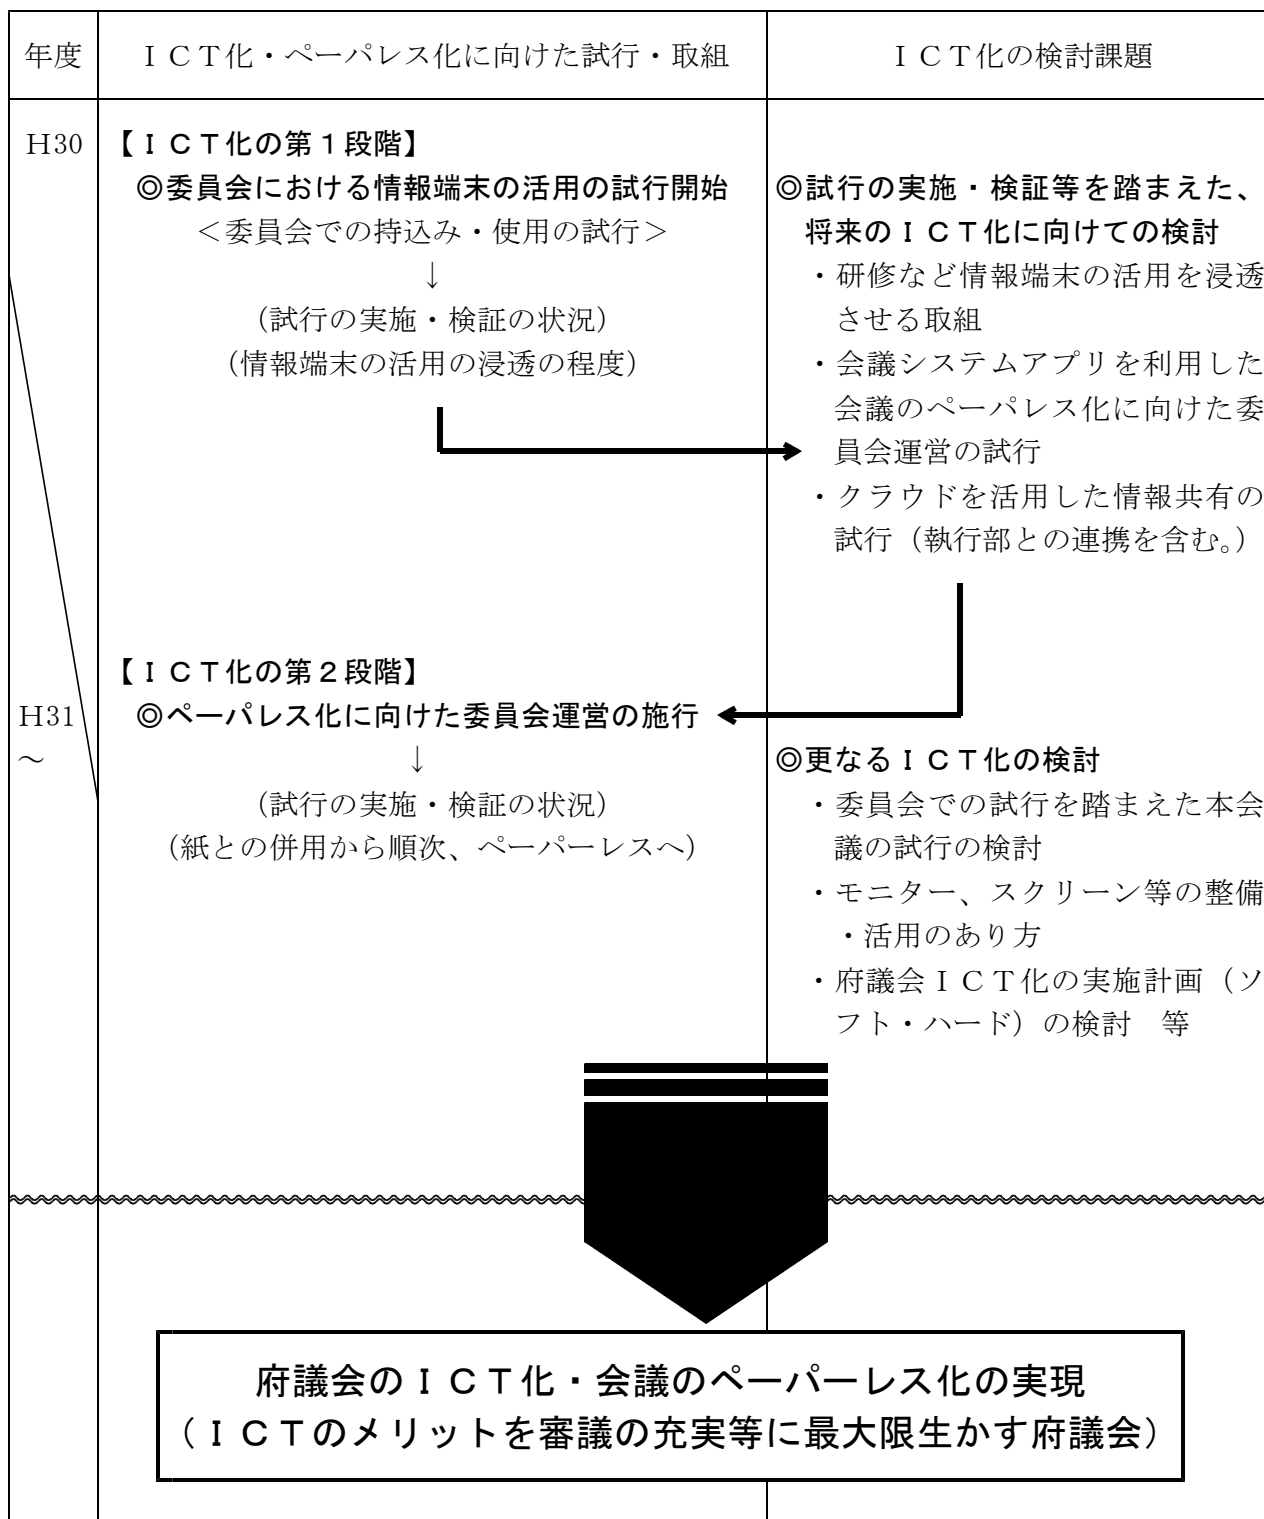 年度
ＩＣＴ化・ペーパレス化に向けた試行・取組
ＩＣＴ化の検討課題
H30
【ＩＣＴ化の第１段階】
◎委員会における情報端末の活用の試行開始
＜委員会での持込み・使用の試行＞
↓
（試行の実施・検証の状況）
（情報端末の活用の浸透の程度）
◎試行の実施・検証等を踏まえた、
将来のＩＣＴ化に向けての検討
・研修など情報端末の活用を浸透
させる取組
・会議システムアプリを利用した
会議のペーパレス化に向けた委
員会運営の試行
・クラウドを活用した情報共有の
試行（執行部との連携を含む。）
H31
～
【ＩＣＴ化の第２段階】
◎ペーパレス化に向けた委員会運営の施行
↓
（試行の実施・検証の状況）
（紙との併用から順次、ペーパーレスへ）
◎更なるＩＣＴ化の検討
・委員会での試行を踏まえた本会
議の試行の検討
・モニター、スクリーン等の整備
・活用のあり方
・府議会ＩＣＴ化の実施計画（ソ
フト・ハード）の検討　等
府議会のＩＣＴ化・会議のペーパーレス化の実現
（ＩＣＴのメリットを審議の充実等に最大限生かす府議会）